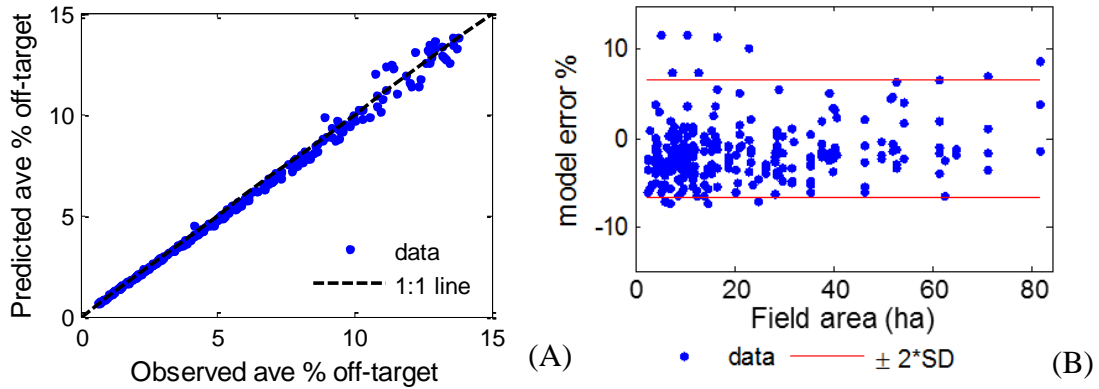 Predicted ave % off-target
15
10
5
0
data
1:1 line
0 5 10 15
Observed ave % off-target
(A)
model error %
10
0
-10
0 20 40 60 80
Field area (ha)
data ± 2*SD
(B)